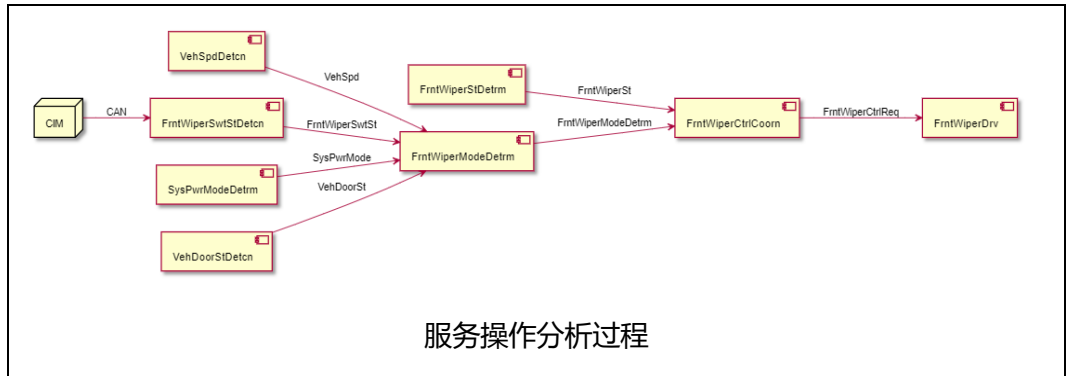 VehSpdDetcn
VehSpd
FrntWiperStDetrm
FrntWiperSt
CIM
CAN
FrntWiperSwtStDetcn
FrntWiperSwtSt
FrntWiperModeDetrm
FrntWiperModeDetrm
FrntWiperCtrlCoorn
FrntWiperCtrlReq
FrntWiperDrv
SysPwrMode
SysPwrModeDetrm
VehDoorSt
VehDoorStDetcn
服务操作分析过程